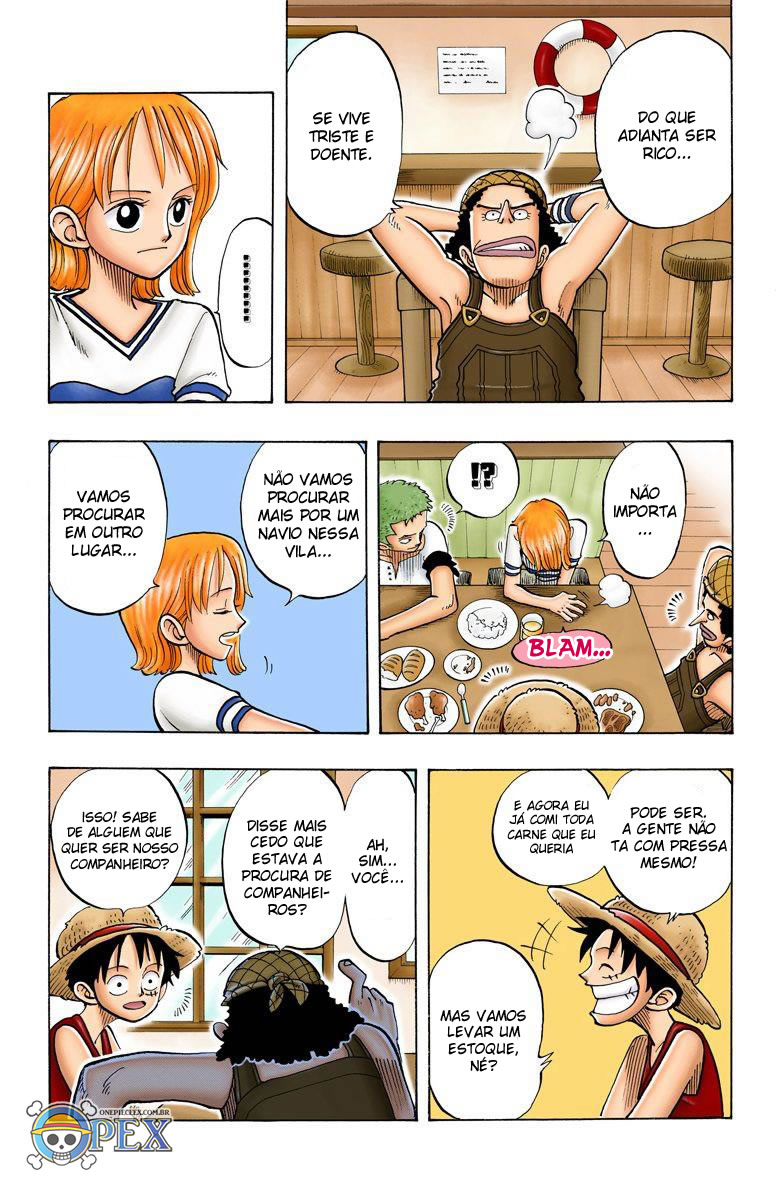 DO QUE
ADIANTA SER
RICO...
SE VIVE
TRISTE E
DOENTE.
..........
NÃO
IMPORTA
...
!?
BLAM...
NÃO VAMOS
PROCURAR
MAIS POR UM
NAVIO NESSA
VILA...
VAMOS
PROCURAR
EM OUTRO
LUGAR...
PODE SER.
A GENTE NÃO
TA COM PRESSA
MESMO!
E AGORA EU
JÁ COMI TODA
CARNE QUE EU
QUERIA
MAS VAMOS
LEVAR UM
ESTOQUE,
NÉ?
AH,
SIM...
VOCÊ...
DISSE MAIS
CEDO QUE
ESTAVA A
PROCURA DE
COMPANHEI-
ROS?
ISSO! SABE
DE ALGUEM QUE
QUER SER NOSSO
COMPANHEIRO?
ONEPIECEEX.COM.BR
OPEX